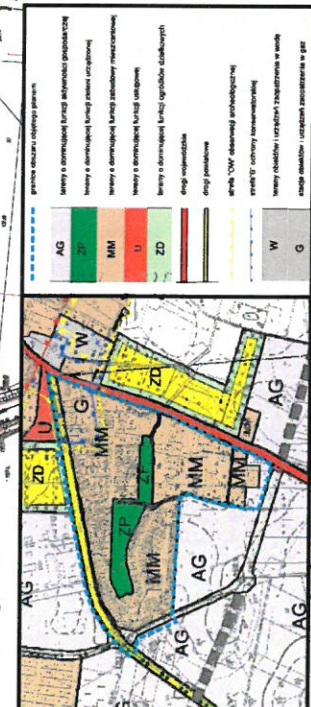 granica obszaru objętego planem
AG tereny o dominującej funkcji aktywności gospodarczej
ZP tereny o dominującej funkcji zieleni urządzonej
MM tereny o dominującej funkcji zabudowy mieszkaniowej
U tereny o dominującej funkcji usługowej
ZD tereny o dominującej funkcji ogrodów działkowych
drogi wojewódzkie
drogi powiatowe
strefa "OW" obserwacji archeologicznej
strefa "B" ochrony konserwatorskiej
W tereny obiektów i urządzeń zaopatrzenia w wodę
G stacje obiektów i urządzeń zaopatrzenia w gaz
AG
ZD
U
W
G
MM
ZD
ZP
ZP
MM
MM
MM
MM
AG
AG
AG